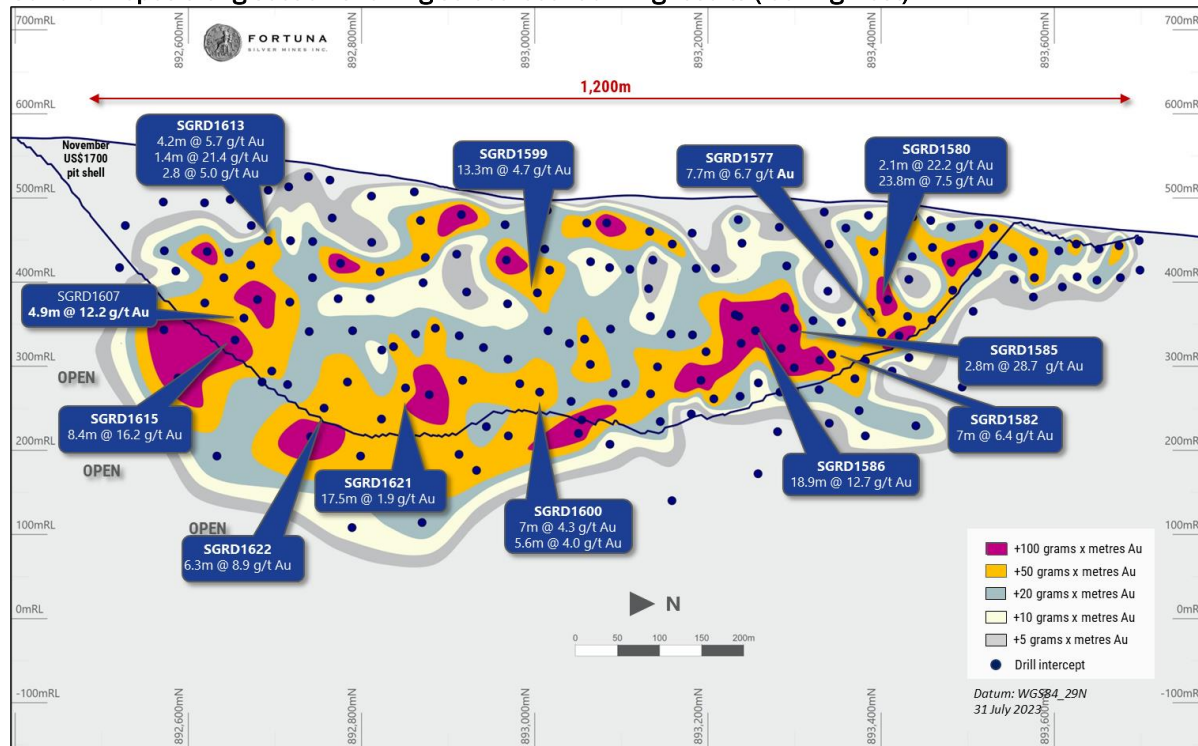 700mRL
892,600mN
892,800mN
893,000mN
893,200mN
893,400mN
893,600mN
700mRL
FORTUNA
SILVER MINES INC.
1,200m
600mRL
600mRL
November
US$1700
pit shell
SGRD1613
4.2m @ 5.7 g/t Au
1.4m @ 21.4 g/t Au
2.8 @ 5.0 g/t Au
SGRD1599
13.3m @ 4.7 g/t Au
SGRD1577
7.7m @ 6.7 g/t Au
SGRD1580
2.1m @ 22.2 g/t Au
23.8m @ 7.5 g/t Au
500mRL
500mRL
400mRL
400mRL
SGRD1607
4.9m @ 12.2 g/t Au
300mRL
300mRL
OPEN
SGRD1585
2.8m @ 28.7 g/t Au
SGRD1615
8.4m @ 16.2 g/t Au
SGRD1582
7m @ 6.4 g/t Au
200mRL
200mRL
OPEN
SGRD1586
18.9m @ 12.7 g/t Au
SGRD1621
17.5m @ 1.9 g/t Au
SGRD1600
7m @ 4.3 g/t Au
5.6m @ 4.0 g/t Au
100mRL
100mRL
OPEN
SGRD1622
6.3m @ 8.9 g/t Au
+100 grams x metres Au
+50 grams x metres Au
+20 grams x metres Au
+10 grams x metres Au
+5 grams x metres Au
Drill intercept
0mRL
0mRL
N
0 50 100 150 200m
-100mRL
-100mRL
Datum: WGS84_29N
31 July 2023
892,600mN
892,800mN
893,000mN
893,200mN
893,400mN
893,600mN